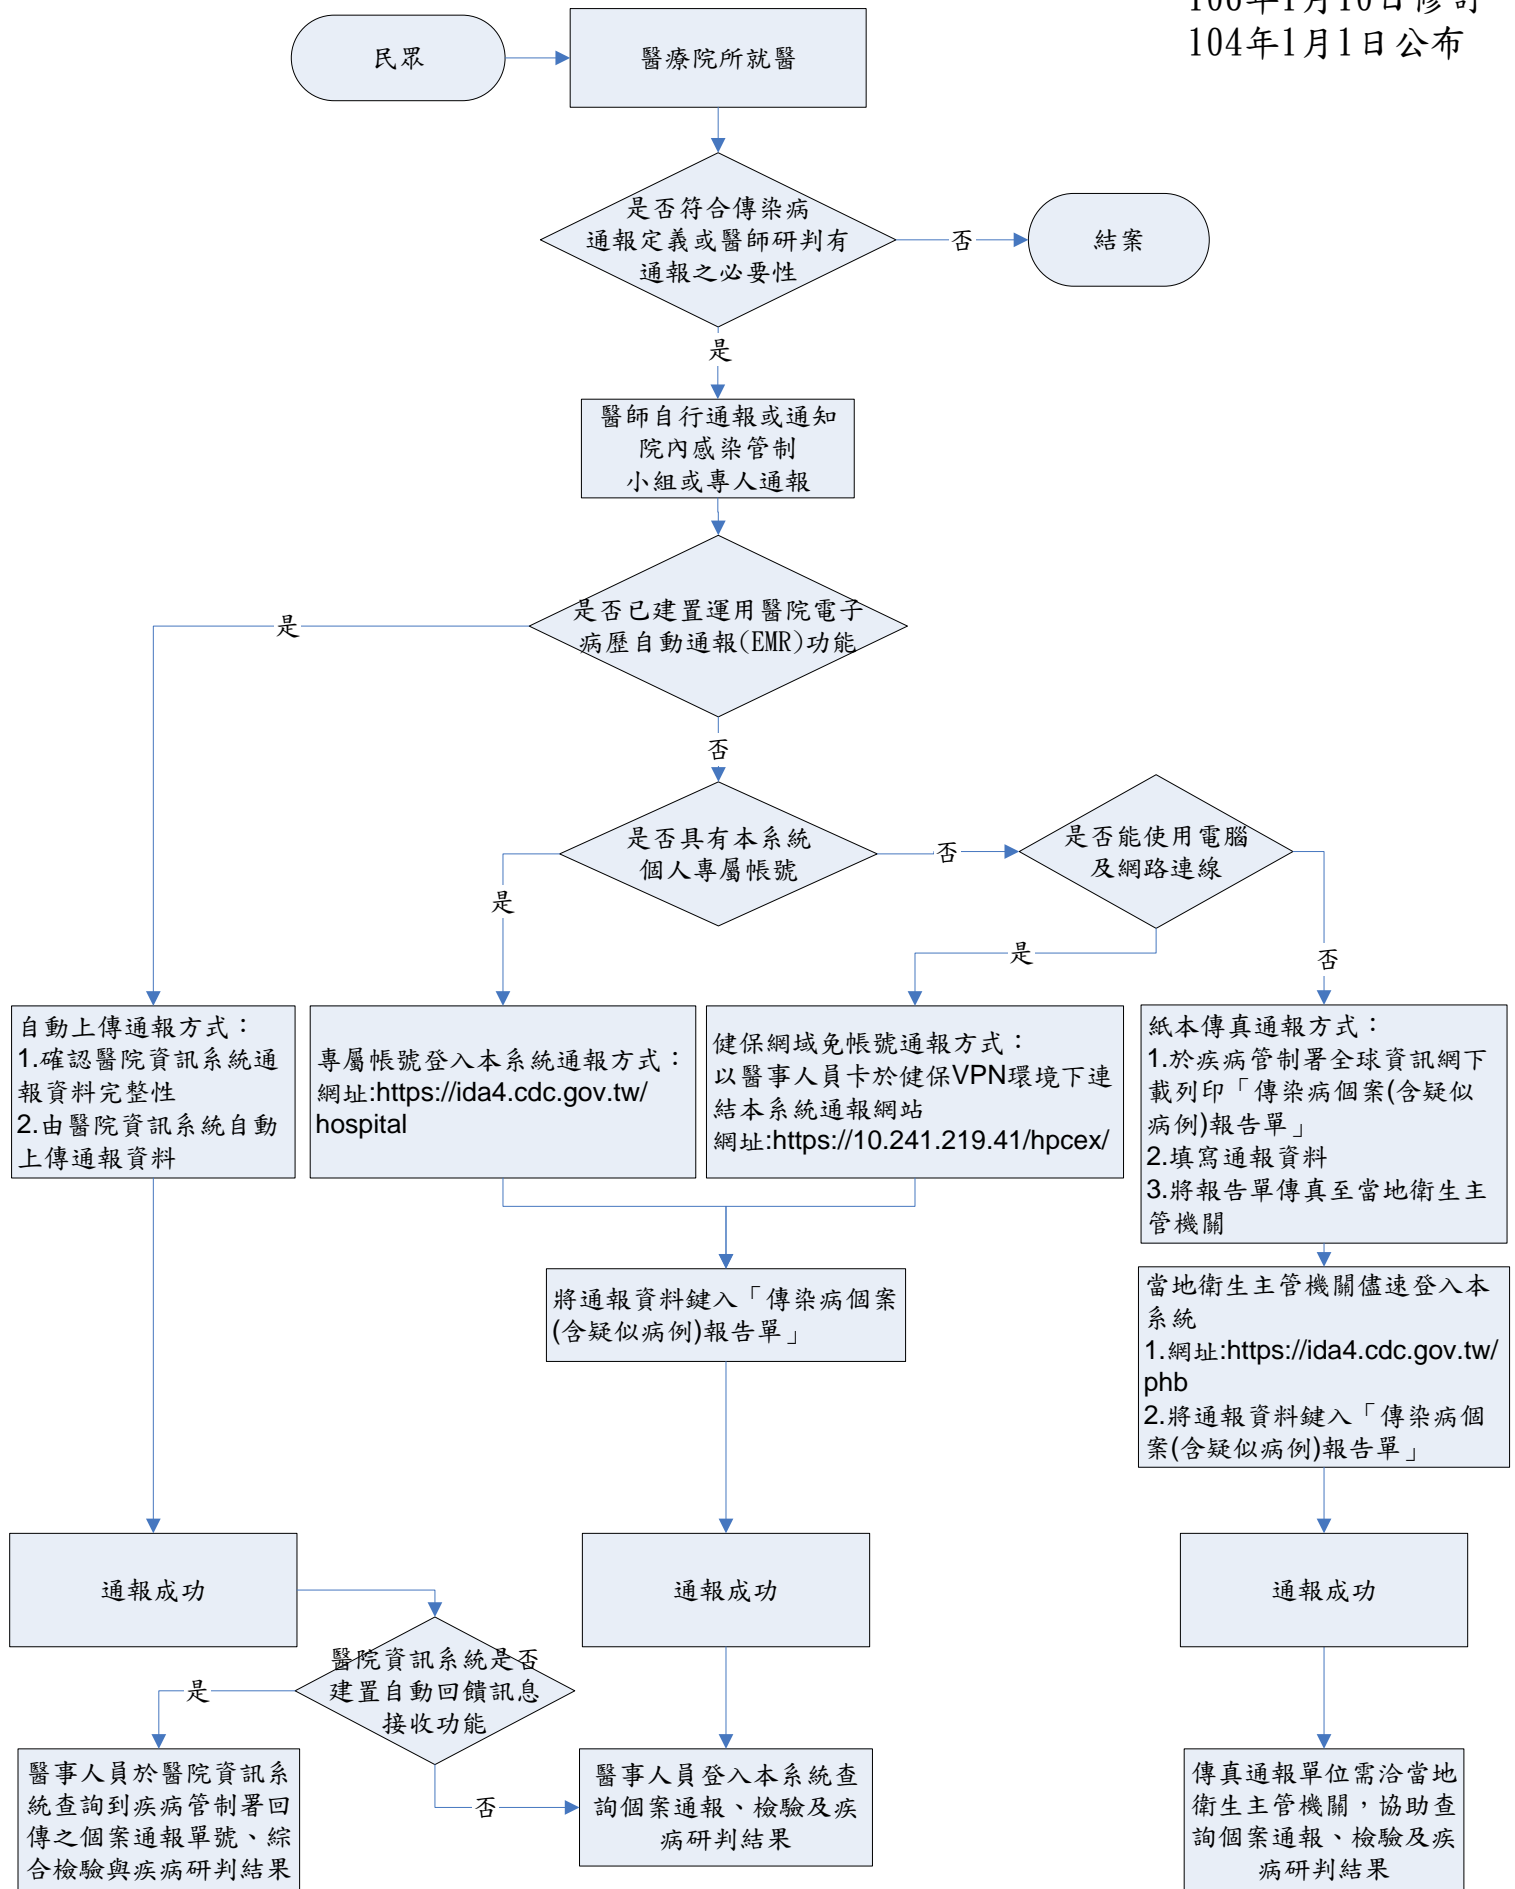 106年1月10日修訂
104年1月1日公布
民眾
醫療院所就醫
是否符合傳染病
通報定義或醫師研判有
通報之必要性
否
結案
是
醫師自行通報或通知
院內感染管制
小組或專人通報
是否已建置運用醫院電子
病歷自動通報(EMR)功能
是
否
是否具有本系統
個人專屬帳號
否
是否能使用電腦
及網路連線
是
是
否
自動上傳通報方式：
1.確認醫院資訊系統通
報資料完整性
2.由醫院資訊系統自動
上傳通報資料
專屬帳號登入本系統通報方式：
網址:https://ida4.cdc.gov.tw/
hospital
健保網域免帳號通報方式：
以醫事人員卡於健保VPN環境下連
結本系統通報網站
網址:https://10.241.219.41/hpcex/
紙本傳真通報方式：
1.於疾病管制署全球資訊網下
載列印「傳染病個案(含疑似
病例)報告單」
2.填寫通報資料
3.將報告單傳真至當地衛生主
管機關
將通報資料鍵入「傳染病個案
(含疑似病例)報告單」
當地衛生主管機關儘速登入本
系統
1.網址:https://ida4.cdc.gov.tw/
phb
2.將通報資料鍵入「傳染病個
案(含疑似病例)報告單」
通報成功
通報成功
通報成功
醫院資訊系統是否
建置自動回饋訊息
接收功能
是
否
醫事人員於醫院資訊系
統查詢到疾病管制署回
傳之個案通報單號、綜
合檢驗與疾病研判結果
醫事人員登入本系統查
詢個案通報、檢驗及疾
病研判結果
傳真通報單位需洽當地
衛生主管機關，協助查
詢個案通報、檢驗及疾
病研判結果